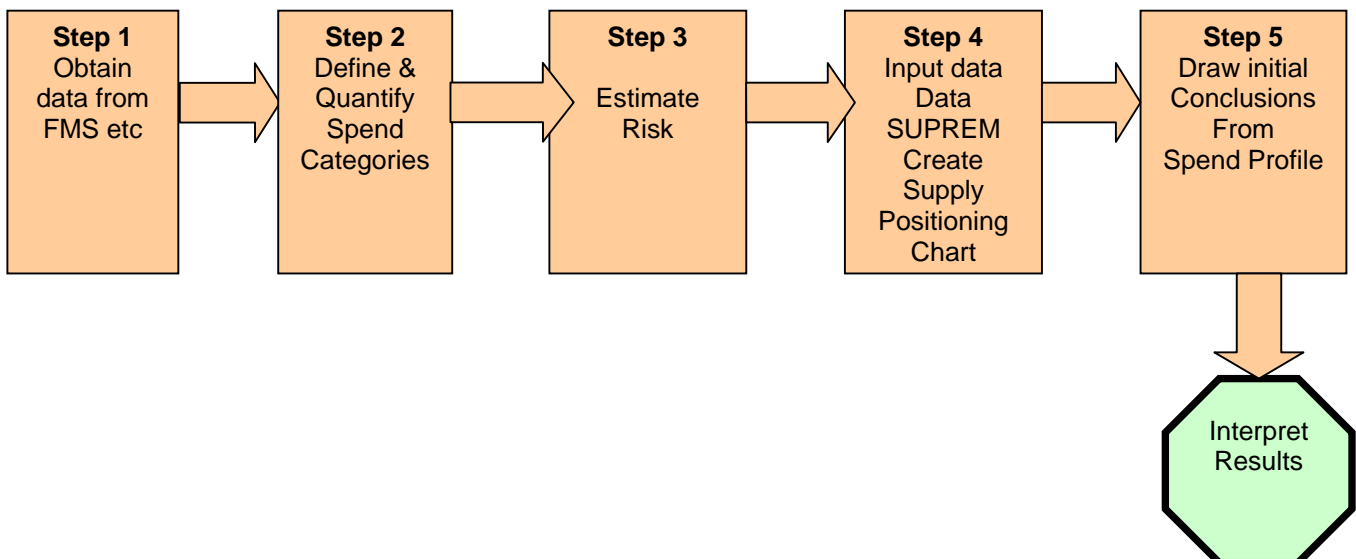 Step 1
Obtain
data from
FMS etc
Step 2
Define &
Quantify
Spend
Categories
Step 3
Estimate
Risk
Step 4
Input data
Data
SUPREM
Create
Supply
Positioning
Chart
Step 5
Draw initial
Conclusions
From
Spend Profile
Interpret
Results